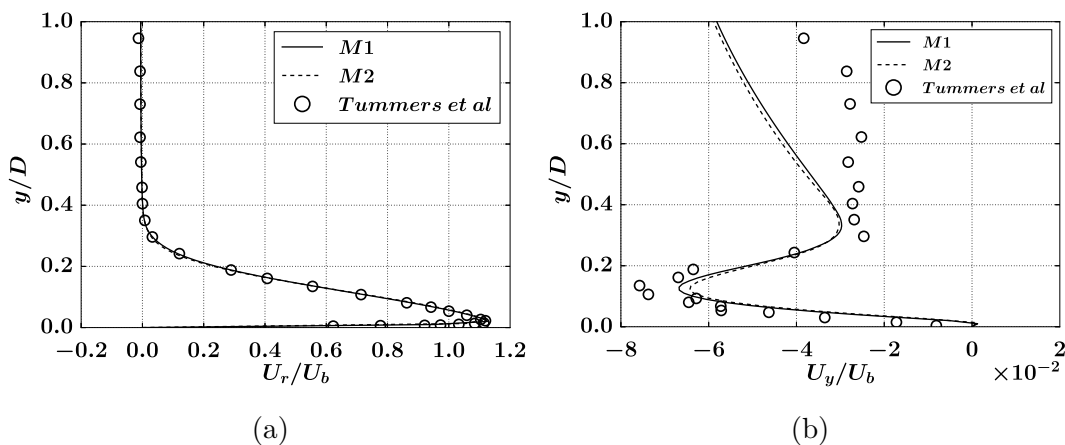 1.0
0.8
0.6
0.4
0.2
0.0
y/D
−0.2 0.0 0.2 0.4 0.6 0.8 1.0 1.2
U_r/U_b
M1
M2
Tummers et al
(a)
1.0
0.8
0.6
0.4
0.2
0.0
y/D
−8 −6 −4 −2 0 2
U_y/U_b
×10^{−2}
M1
M2
Tummers et al
(b)